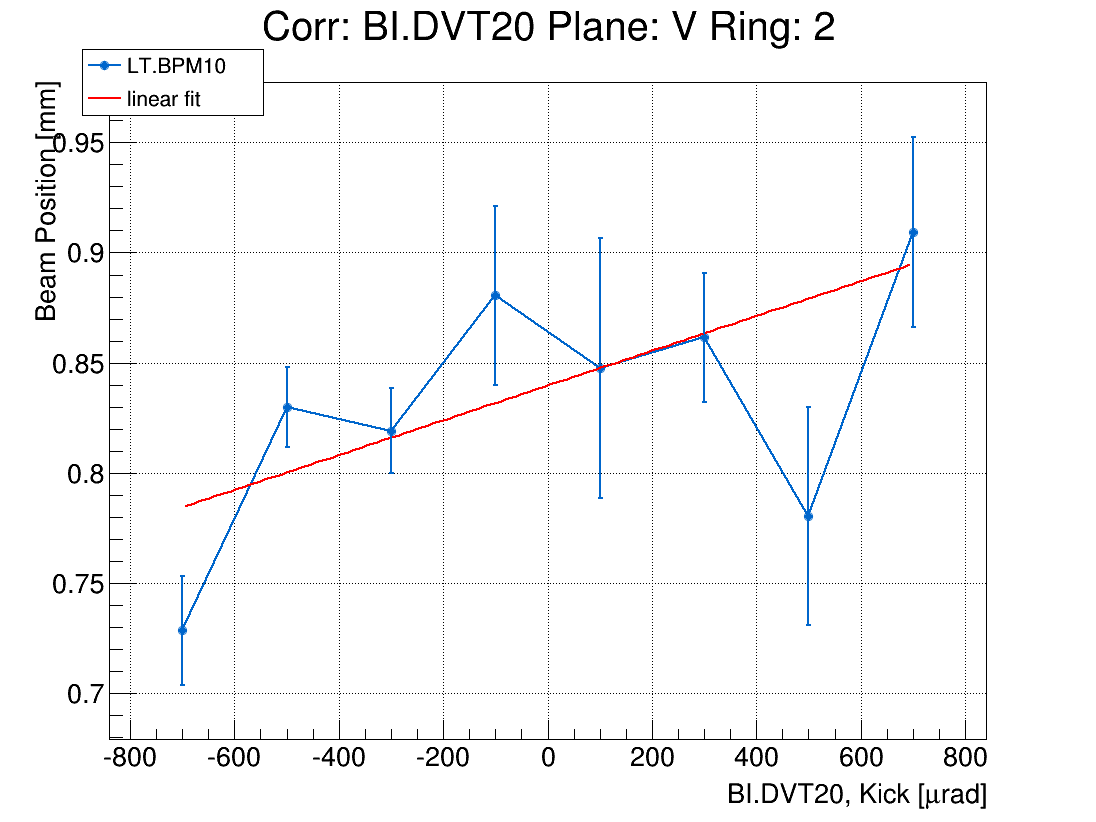 Corr: BI.DVT20 Plane: V Ring: 2
LT.BPM10
linear fit
Beam Position [mm]
0.95
0.9
0.85
0.8
0.75
0.7
-800 -600 -400 -200 0 200 400 600 800
BI.DVT20, Kick [μrad]